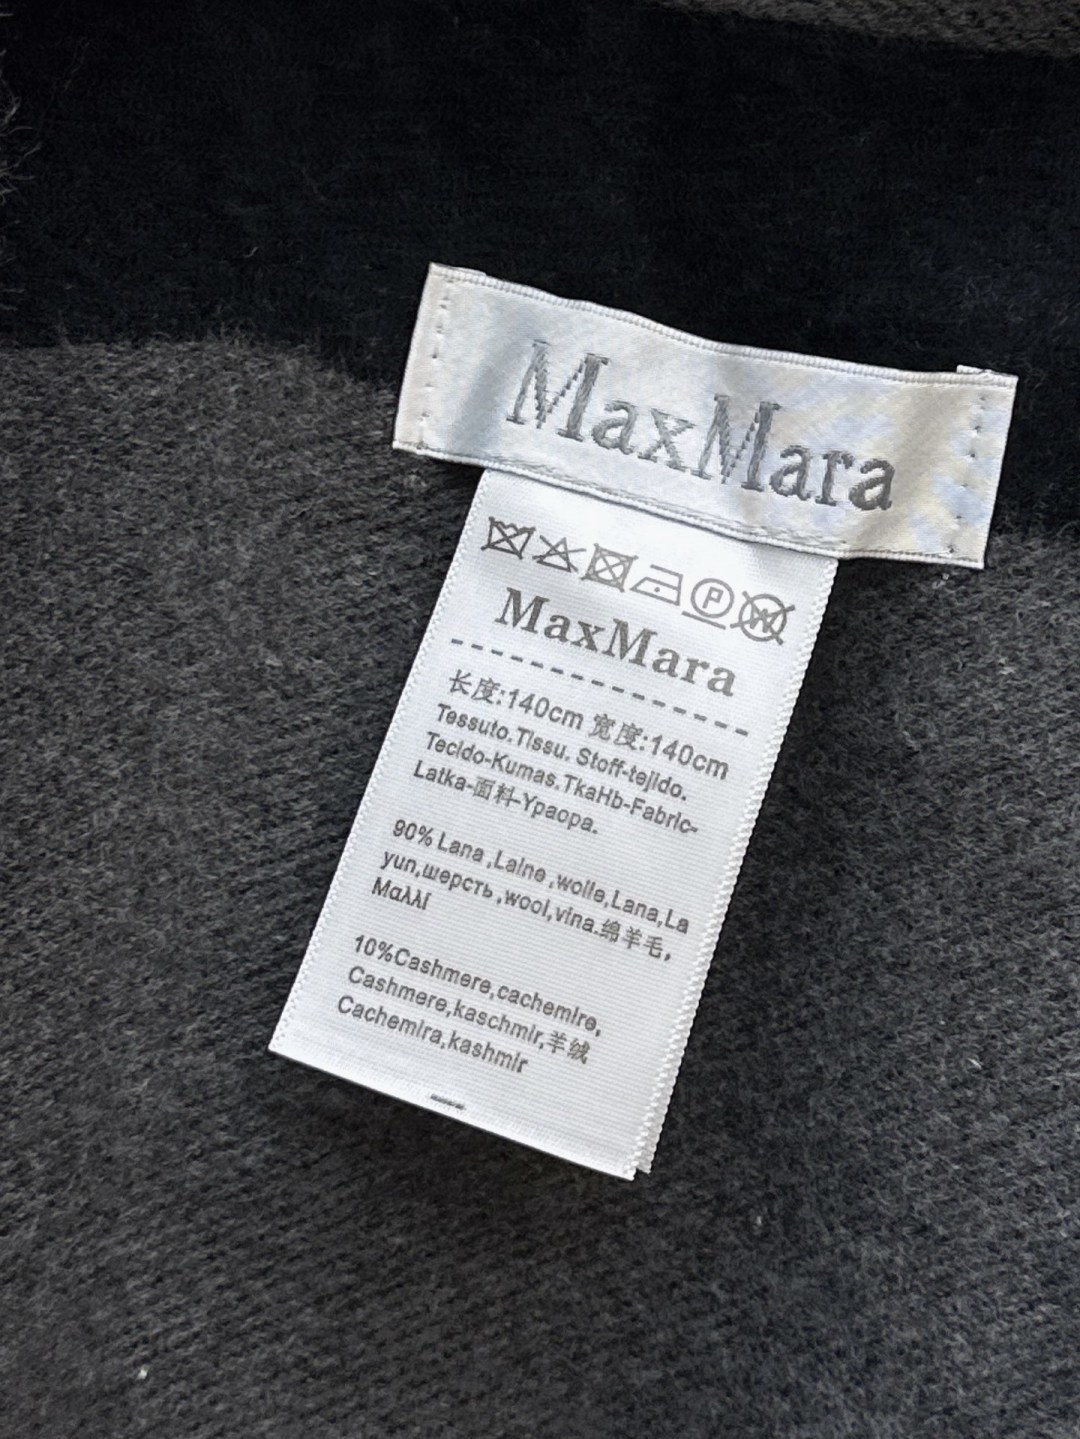 MaxMara
MaxMara
长度:140cm 宽度:140cm
Tessuto.Tissu. Stoff-tejido.
Tecido-Kumas.TkaHb-Fabric-
Latka-面料-Ypaopa.
90% Lana ,Laine ,wolle,Lana,La
yun,шерсть ,wool,vina.绵羊毛,
Μαλλί
10%Cashmere,cachemire,
Cashmere,kaschmir,羊绒
Cachemira,kashmir